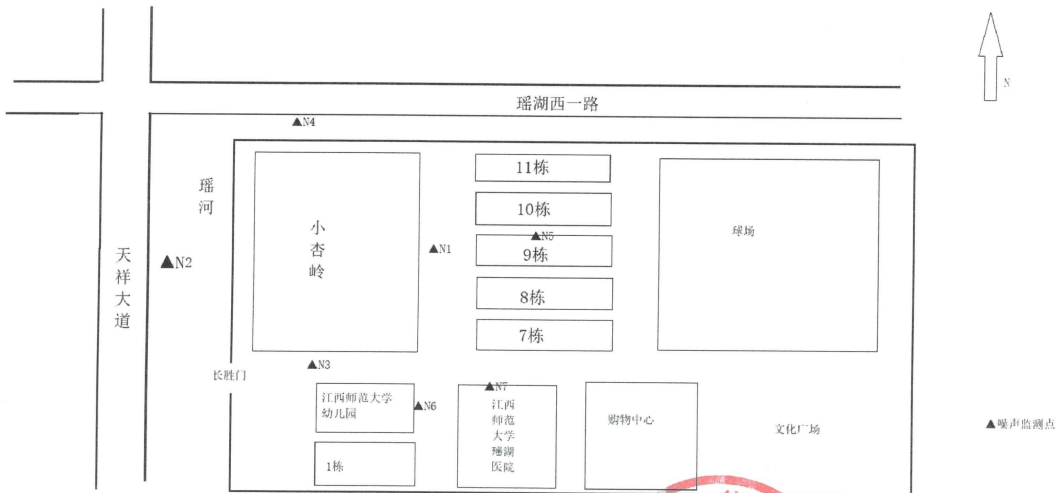 瑶湖西一路
N
▲N4
瑶河
11栋
10栋
▲N5
9栋
8栋
7栋
小杏岭
▲N1
球场
天祥大道
▲N2
▲N3
长胜门
江西师范大学
幼儿园
▲N6
1栋
▲N7
江西
师范
大学
瑶湖
医院
购物中心
文化广场
▲噪声监测点